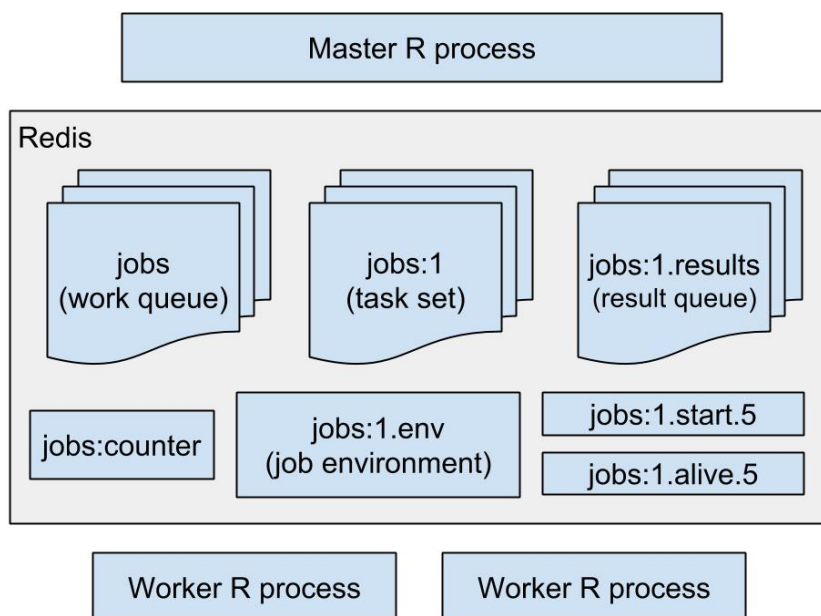 Master R process
Redis
jobs
(work queue)
jobs:1
(task set)
jobs:1.results
(result queue)
jobs:counter
jobs:1.env
(job environment)
jobs:1.start.5
jobs:1.alive.5
Worker R process
Worker R process